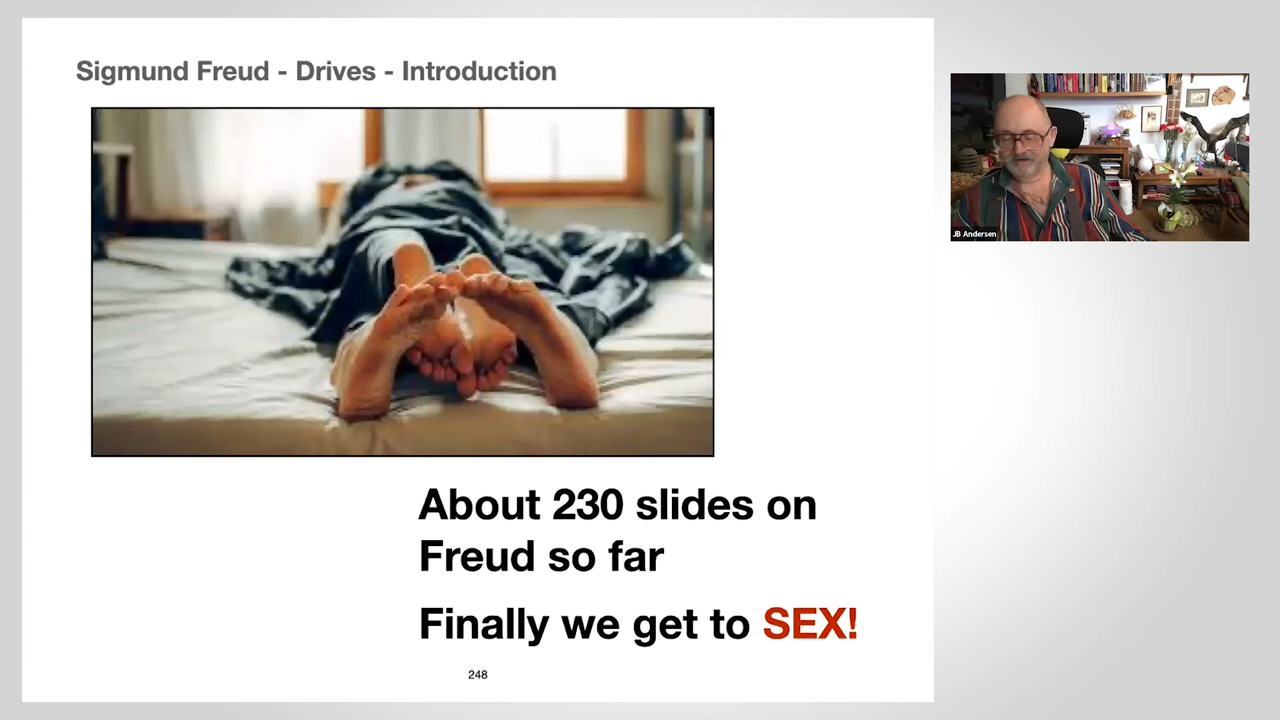 Sigmund Freud - Drives - Introduction
JB Andersen
About 230 slides on
Freud so far
Finally we get to SEX!
248